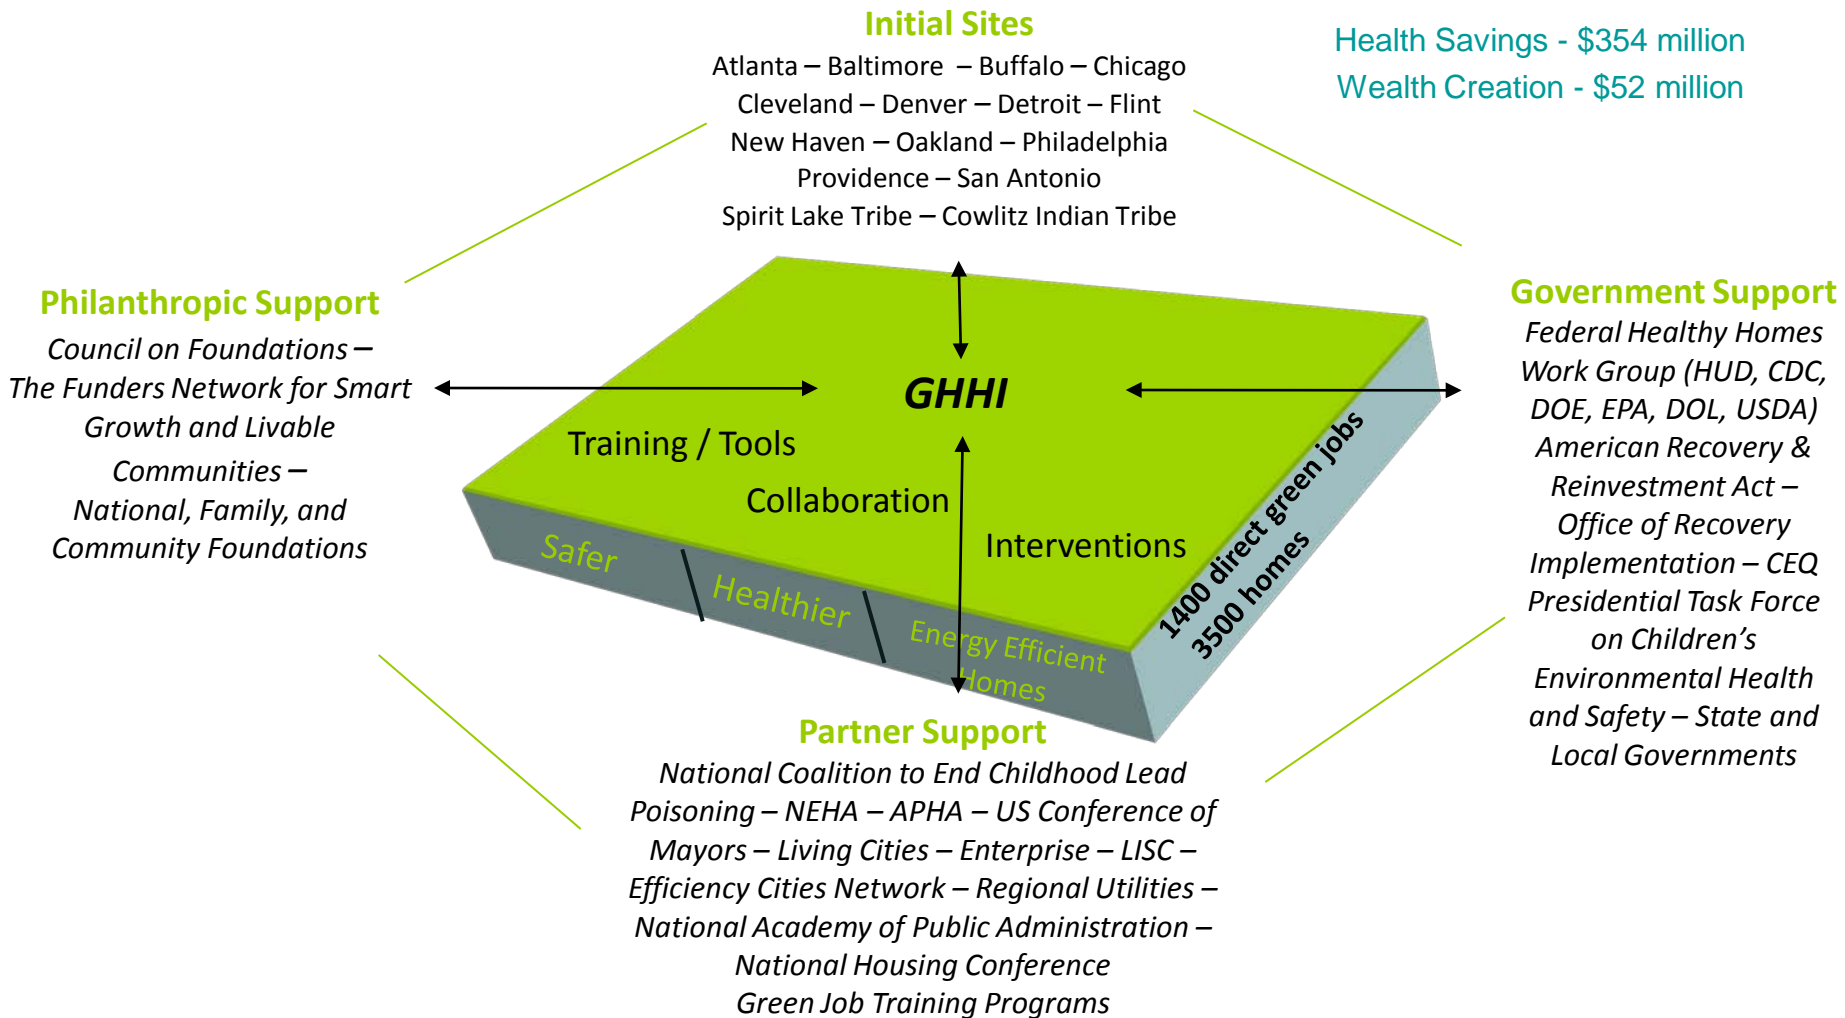 Initial Sites
Atlanta – Baltimore – Buffalo – Chicago
Cleveland – Denver – Detroit – Flint
New Haven – Oakland – Philadelphia
Providence – San Antonio
Spirit Lake Tribe – Cowlitz Indian Tribe
Health Savings - $354 million
Wealth Creation - $52 million
Philanthropic Support
Council on Foundations –
The Funders Network for Smart
Growth and Livable
Communities –
National, Family, and
Community Foundations
GHHI
Training / Tools
Collaboration
Interventions
Safer
Healthier
Energy Efficient
Homes
1400 direct green jobs
3500 homes
Government Support
Federal Healthy Homes
Work Group (HUD, CDC,
DOE, EPA, DOL, USDA)
American Recovery &
Reinvestment Act –
Office of Recovery
Implementation – CEQ
Presidential Task Force
on Children’s
Environmental Health
and Safety – State and
Local Governments
Partner Support
National Coalition to End Childhood Lead
Poisoning – NEHA – APHA – US Conference of
Mayors – Living Cities – Enterprise – LISC –
Efficiency Cities Network – Regional Utilities –
National Academy of Public Administration –
National Housing Conference
Green Job Training Programs